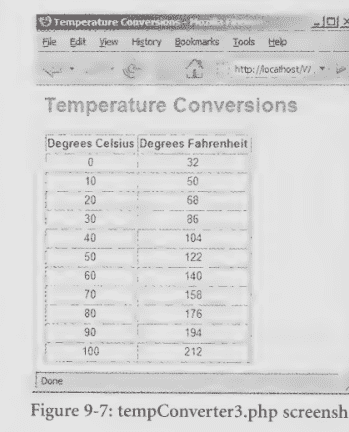 Temperature Conversions - Mozilla Firefox
File Edit View History Bookmarks Tools Help
http://localhost/W/
Temperature Conversions
Degrees Celsius Degrees Fahrenheit
0 32
10 50
20 68
30 86
40 104
50 122
60 140
70 158
80 176
90 194
100 212
Done
Figure 9-7: tempConverter3.php screensh